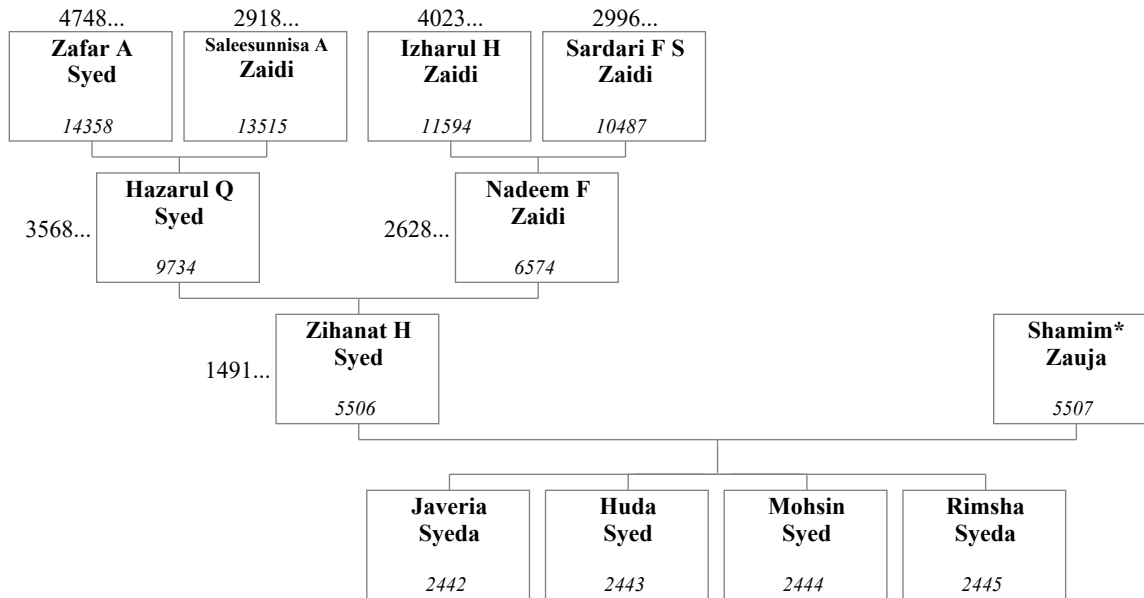 4748...
2918...
4023...
2996...
Zafar A
Syed
14358
Saleesunnisa A
Zaidi
13515
Izharul H
Zaidi
11594
Sardari F S
Zaidi
10487
3568...
Hazarul Q
Syed
9734
2628...
Nadeem F
Zaidi
6574
1491...
Zihanat H
Syed
5506
Shamim*
Zauja
5507
Javeria
Syeda
2442
Huda
Syed
2443
Mohsin
Syed
2444
Rimsha
Syeda
2445